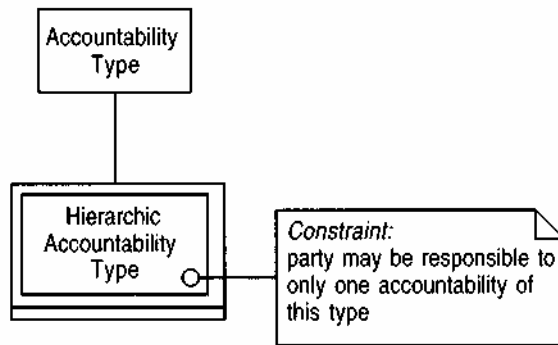 Accountability
Type
Hierarchic
Accountability
Type
Constraint:
party may be responsible to
only one accountability of
this type